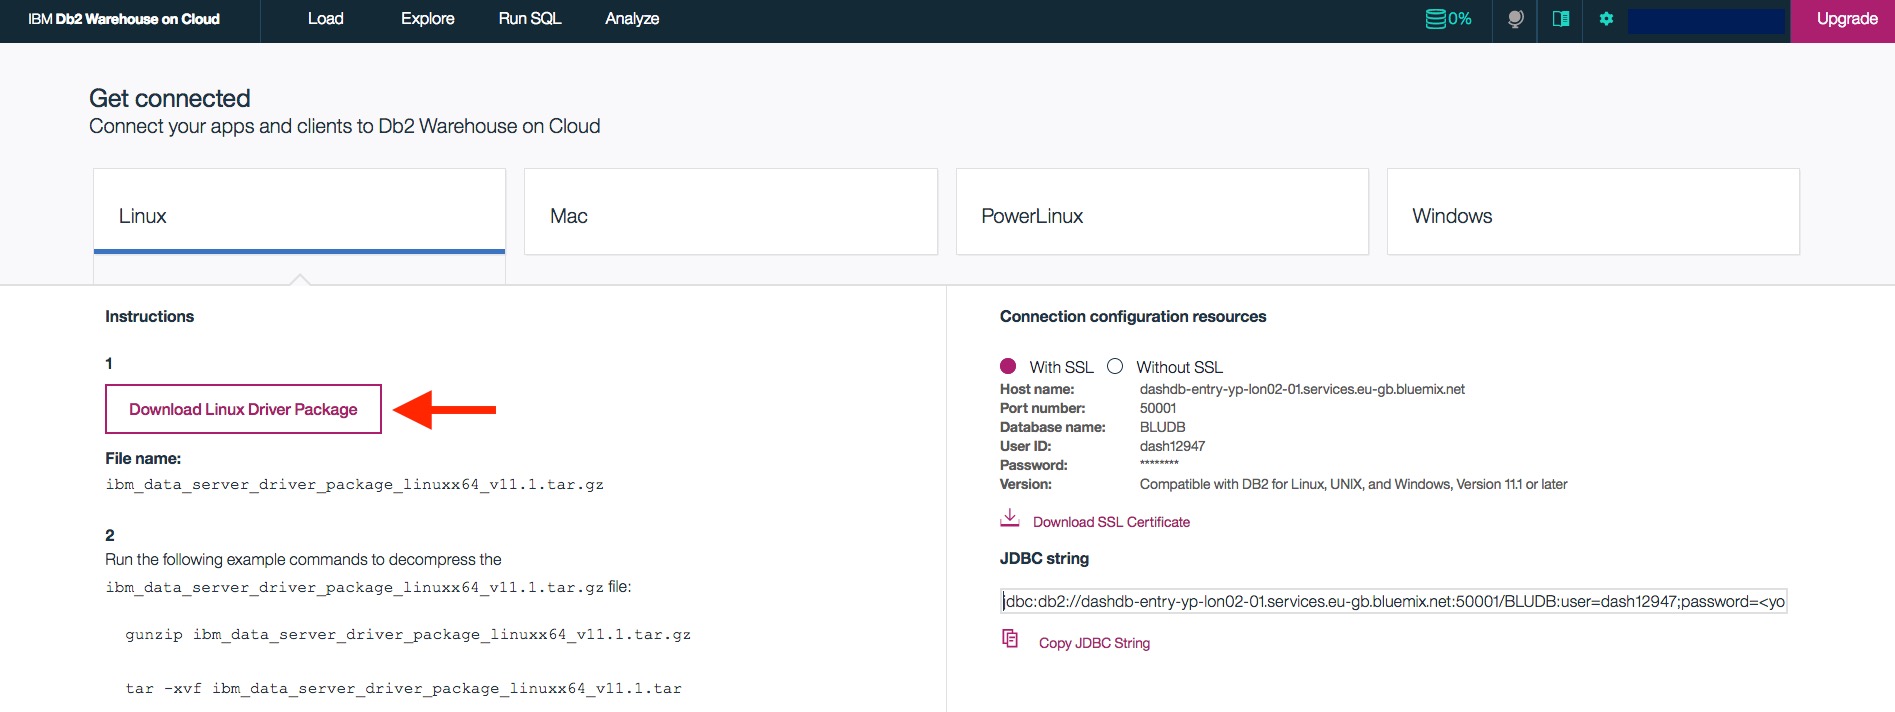 IBM Db2 Warehouse on Cloud Load Explore Run SQL Analyze 0% Upgrade
Get connected
Connect your apps and clients to Db2 Warehouse on Cloud
Linux Mac PowerLinux Windows
Instructions
1
Download Linux Driver Package
File name:
ibm_data_server_driver_package_linuxx64_v11.1.tar.gz
2
Run the following example commands to decompress the
ibm_data_server_driver_package_linuxx64_v11.1.tar.gz file:
gunzip ibm_data_server_driver_package_linuxx64_v11.1.tar.gz
tar -xvf ibm_data_server_driver_package_linuxx64_v11.1.tar
Connection configuration resources
With SSL Without SSL
Host name: dashdb-entry-yp-lon02-01.services.eu-gb.bluemix.net
Port number: 50001
Database name: BLUDB
User ID: dash12947
Password: ********
Version: Compatible with DB2 for Linux, UNIX, and Windows, Version 11.1 or later
Download SSL Certificate
JDBC string
jdbc:db2://dashdb-entry-yp-lon02-01.services.eu-gb.bluemix.net:50001/BLUDB:user=dash12947;password=<yo
Copy JDBC String